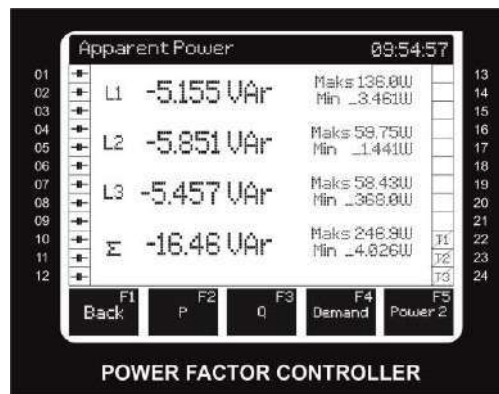 Apparent Power 09:54:57
01 13
02 L1 -5.155 VAr Maks 136.0W 14
03 Min _3.461W 15
04 16
05 L2 -5.851 VAr Maks 59.75W 17
06 Min _1.441W 18
07 19
08 L3 -5.457 VAr Maks 58.43W 20
09 Min _368.0W 21
10 Σ -16.46 VAr Maks 246.9W T1 22
11 Min _4.026W T2 23
12 T3 24
F1 F2 F3 F4 F5
Back P Q Demand Power 2
POWER FACTOR CONTROLLER